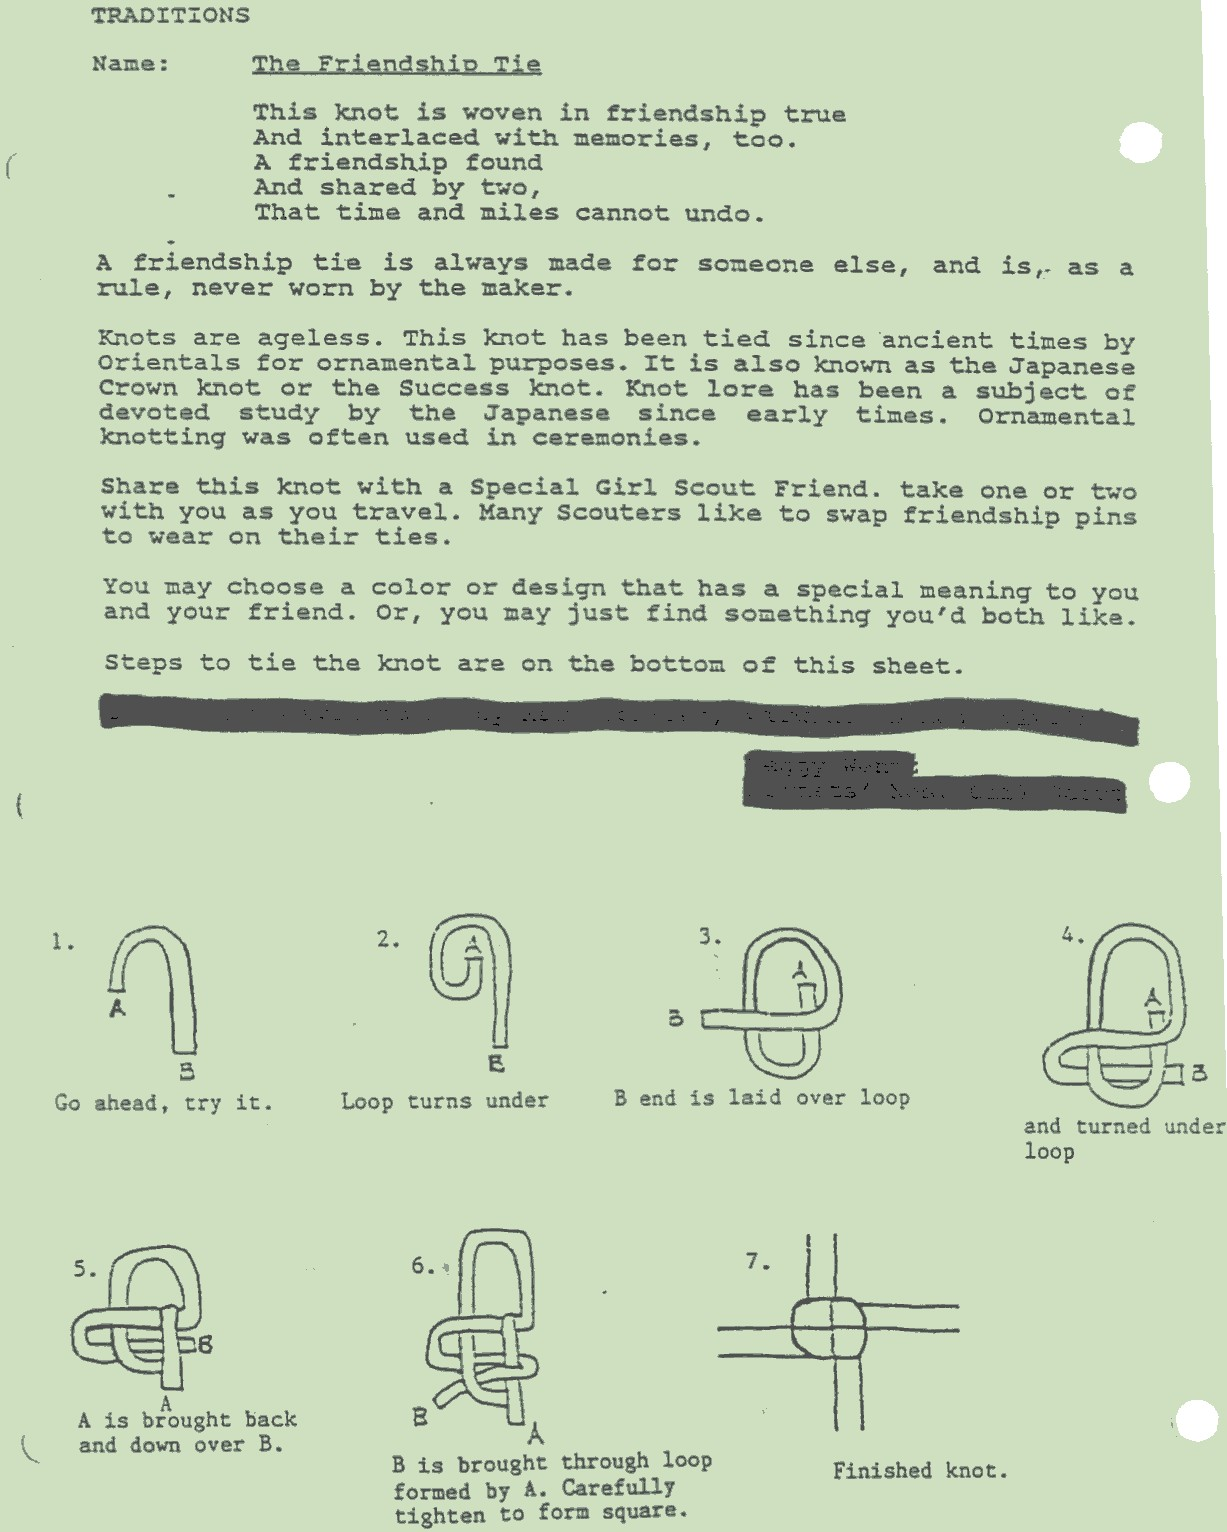 TRADITIONS
Name: The Friendship Tie
This knot is woven in friendship true
And interlaced with memories, too.
A friendship found
And shared by two,
That time and miles cannot undo.
A friendship tie is always made for someone else, and is, as a
rule, never worn by the maker.
Knots are ageless. This knot has been tied since ancient times by
Orientals for ornamental purposes. It is also known as the Japanese
Crown knot or the Success knot. Knot lore has been a subject of
devoted study by the Japanese since early times. Ornamental
knotting was often used in ceremonies.
Share this knot with a Special Girl Scout Friend. take one or two
with you as you travel. Many Scouters like to swap friendship pins
to wear on their ties.
You may choose a color or design that has a special meaning to you
and your friend. Or, you may just find something you'd both like.
Steps to tie the knot are on the bottom of this sheet.
1.
A
B
Go ahead, try it.
2.
A
B
Loop turns under
3.
A
B
B end is laid over loop
4.
A
B
and turned under
loop
5.
B
A
A is brought back
and down over B.
6.
B
A
B is brought through loop
formed by A. Carefully
tighten to form square.
7.
Finished knot.